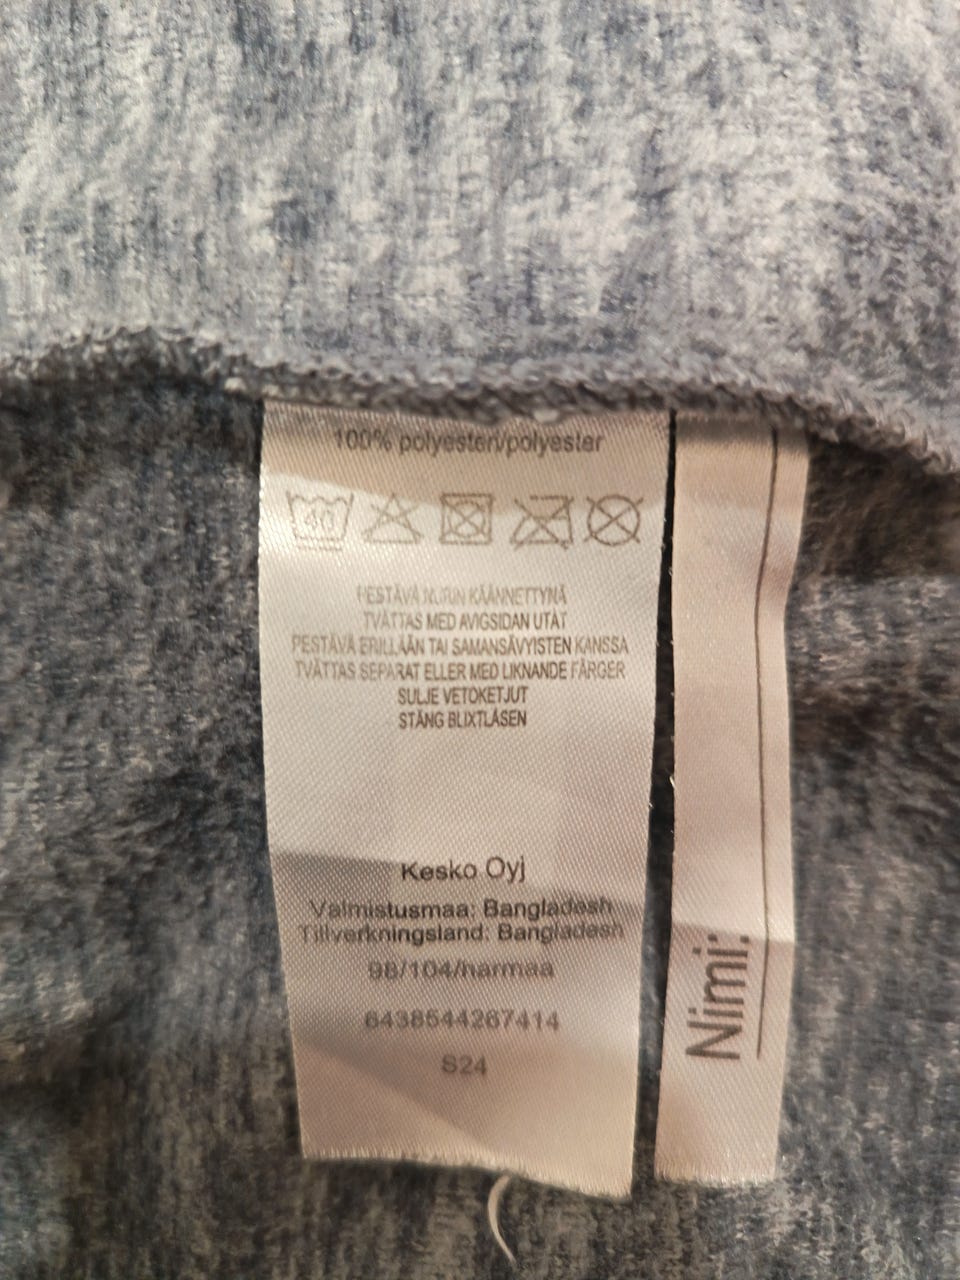 100% polyesteri/polyester
40
PESTÄVÄ NURIN KÄÄNNETTYNÄ
TVÄTTAS MED AVIGSIDAN UTÅT
PESTÄVÄ ERILLÄÄN TAI SAMANSÄVYISTEN KANSSA
TVÄTTAS SEPARAT ELLER MED LIKNANDE FÄRGER
SULJE VETOKETJUT
STÄNG BLIXTLÅSEN
Kesko Oyj
Valmistusmaa: Bangladesh
Tillverkningsland: Bangladesh
98/104/harmaa
6438544267414
S24
Nimi: